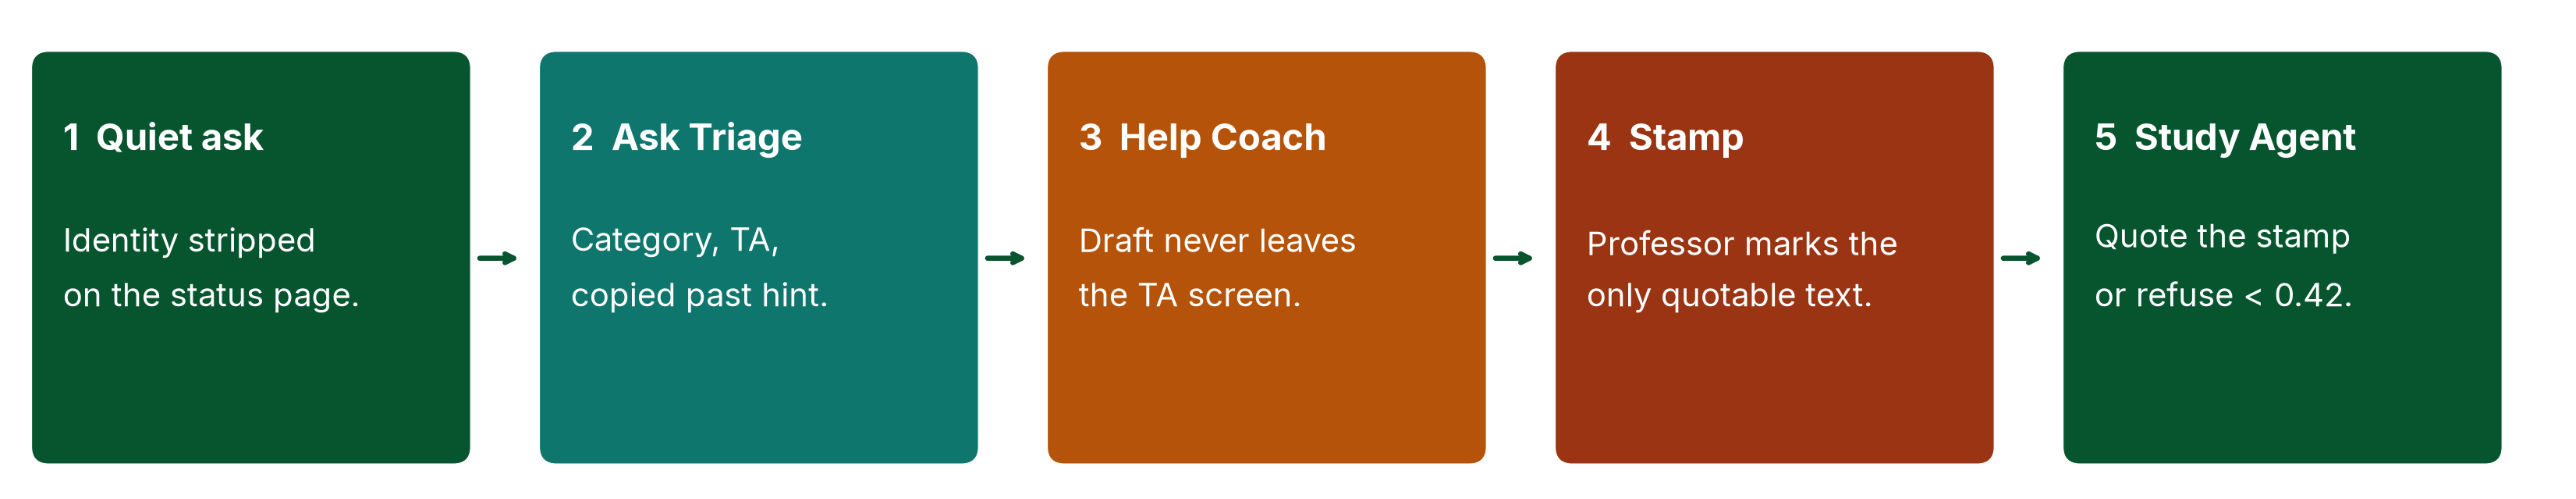 1 Quiet ask
Identity stripped
on the status page.
2 Ask Triage
Category, TA,
copied past hint.
3 Help Coach
Draft never leaves
the TA screen.
4 Stamp
Professor marks the
only quotable text.
5 Study Agent
Quote the stamp
or refuse < 0.42.